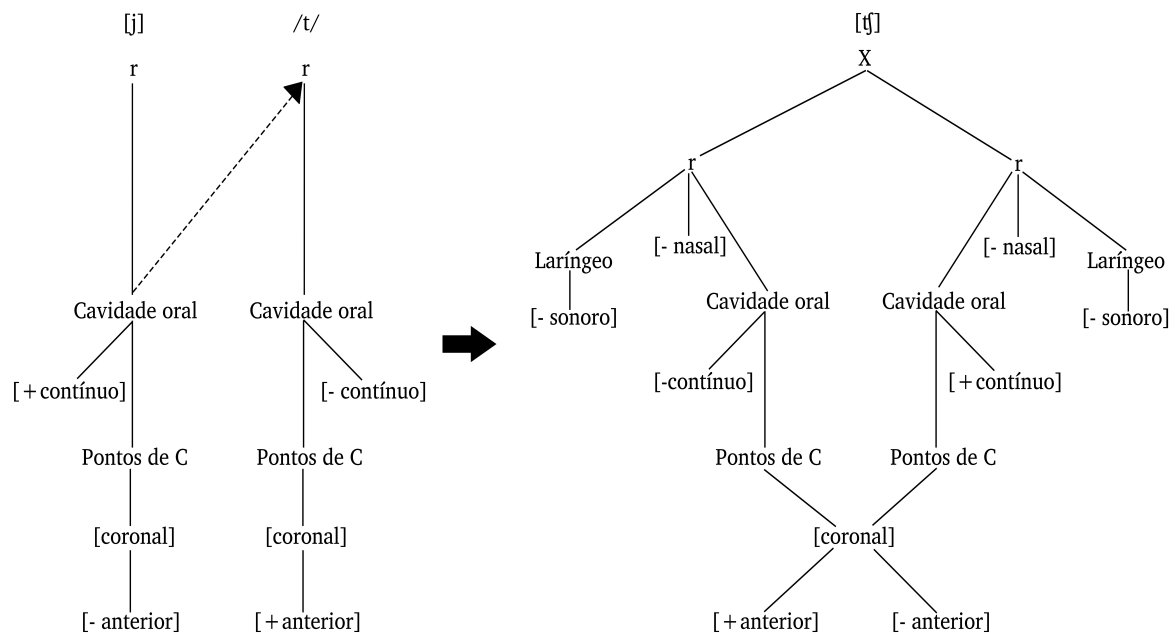 [j] /t/ [tʃ]
r r X
r r
[- nasal] [- nasal]
Laríngeo Laríngeo
Cavidade oral Cavidade oral Cavidade oral Cavidade oral
[- sonoro] [- sonoro]
[+contínuo] [- contínuo] [-contínuo] [+contínuo]
Pontos de C Pontos de C Pontos de C Pontos de C
[coronal] [coronal] [coronal]
[- anterior] [+anterior] [+anterior] [- anterior]